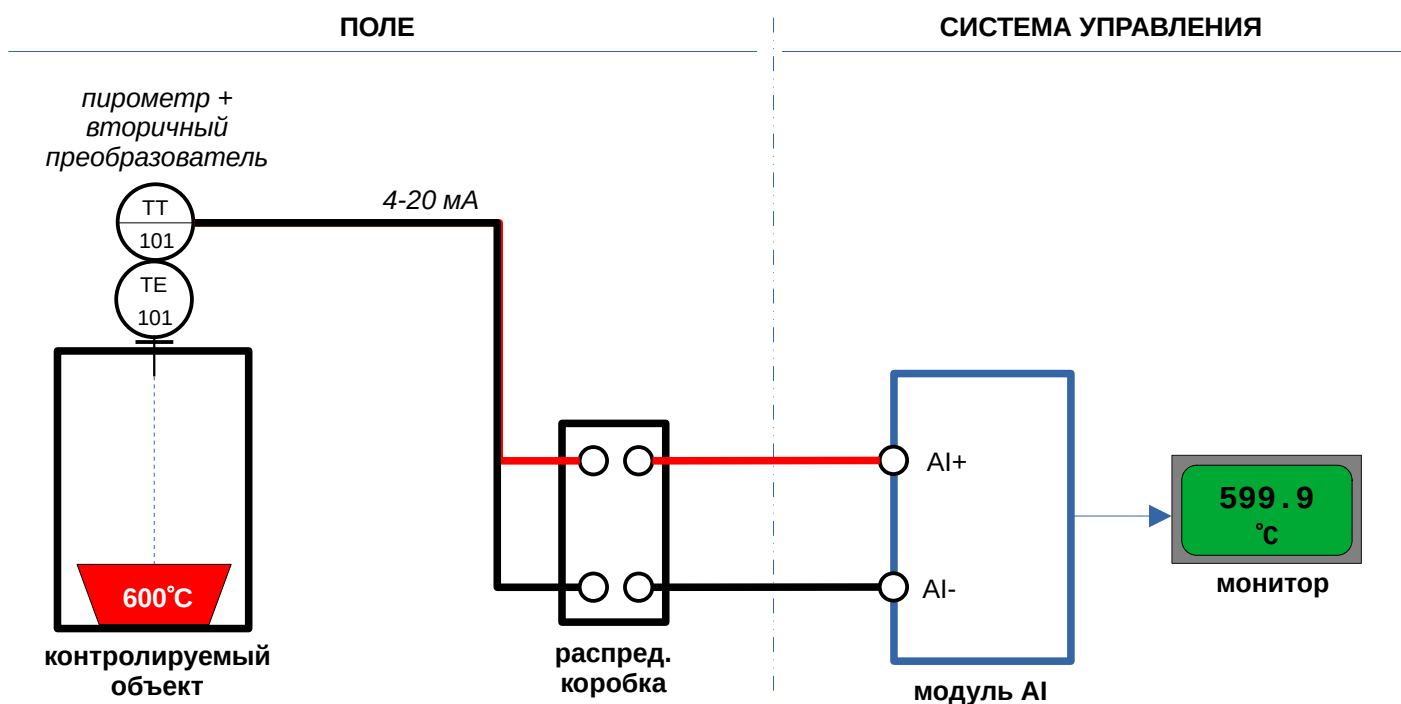 ПОЛЕ
СИСТЕМА УПРАВЛЕНИЯ
пирометр +
вторичный
преобразователь
4-20 мА
TT
101
TE
101
AI+
AI-
599.9
°C
монитор
600°C
контролируемый
объект
распред.
коробка
модуль AI